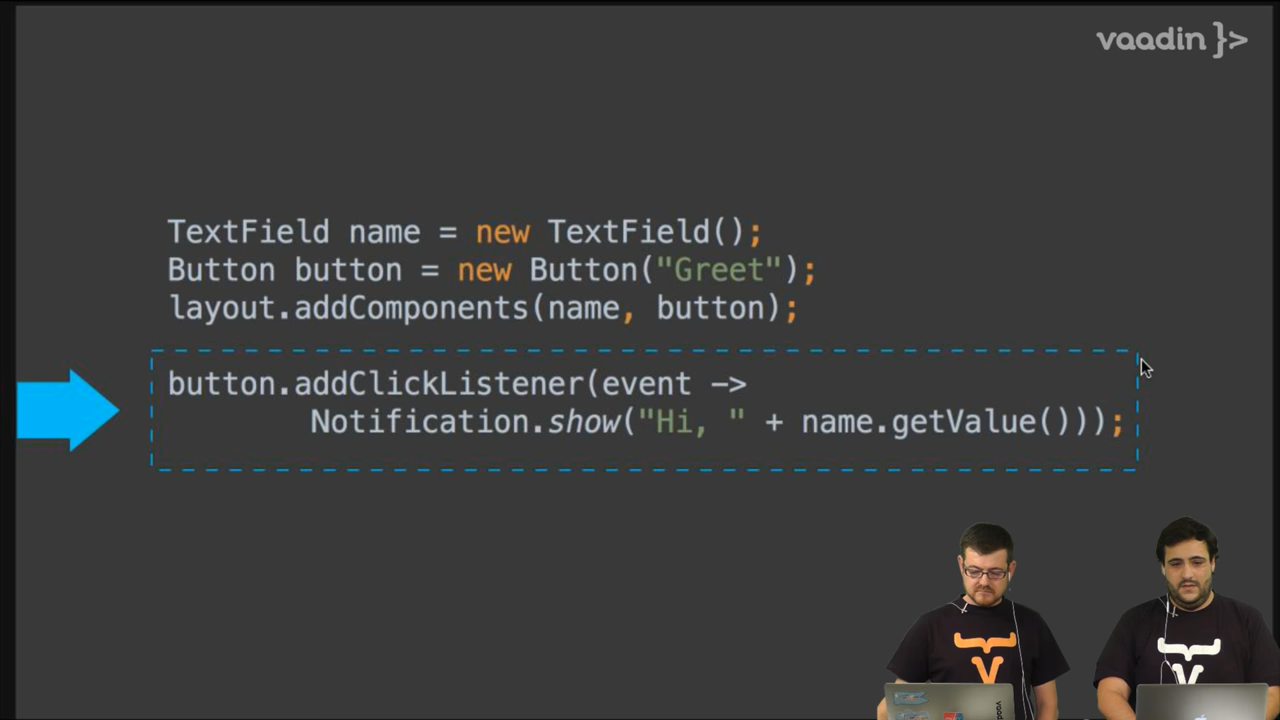 vaadin }>
TextField name = new TextField();
Button button = new Button("Greet");
layout.addComponents(name, button);
button.addClickListener(event ->
Notification.show("Hi, " + name.getValue()));